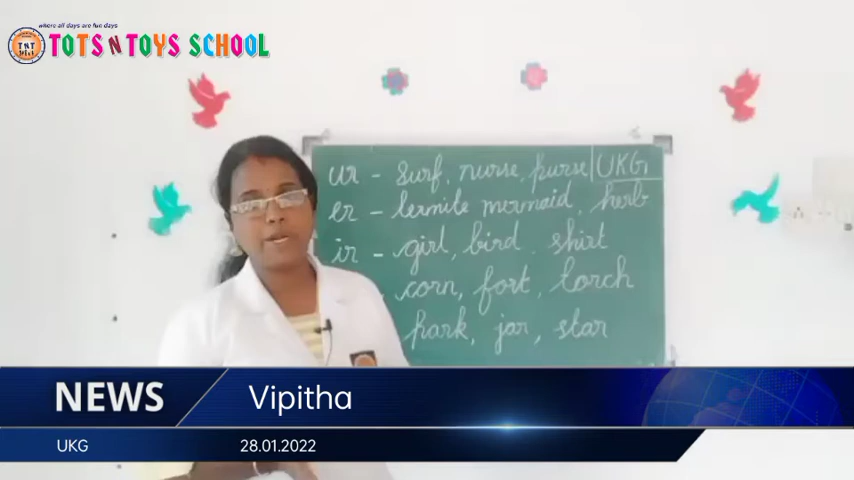 where all days are fun days
TNT
TOTS N TOYS SCHOOL
ur - surf, nurse, purse UKG
er - termite mermaid, herb
ir - girl, bird shirt
corn, fort, torch
park, jar, star
NEWS Vipitha
UKG 28.01.2022